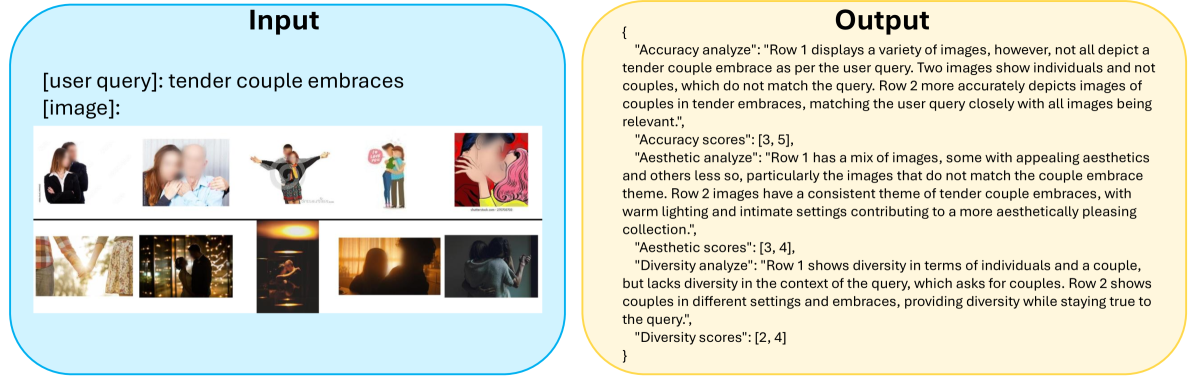 Input
[user query]: tender couple embraces
[image]:
Output
{
"Accuracy analyze": "Row 1 displays a variety of images, however, not all depict a
tender couple embrace as per the user query. Two images show individuals and not
couples, which do not match the query. Row 2 more accurately depicts images of
couples in tender embraces, matching the user query closely with all images being
relevant.",
"Accuracy scores": [3, 5],
"Aesthetic analyze": "Row 1 has a mix of images, some with appealing aesthetics
and others less so, particularly the images that do not match the couple embrace
theme. Row 2 images have a consistent theme of tender couple embraces, with
warm lighting and intimate settings contributing to a more aesthetically pleasing
collection.",
"Aesthetic scores": [3, 4],
"Diversity analyze": "Row 1 shows diversity in terms of individuals and a couple,
but lacks diversity in the context of the query, which asks for couples. Row 2 shows
couples in different settings and embraces, providing diversity while staying true to
the query.",
"Diversity scores": [2, 4]
}